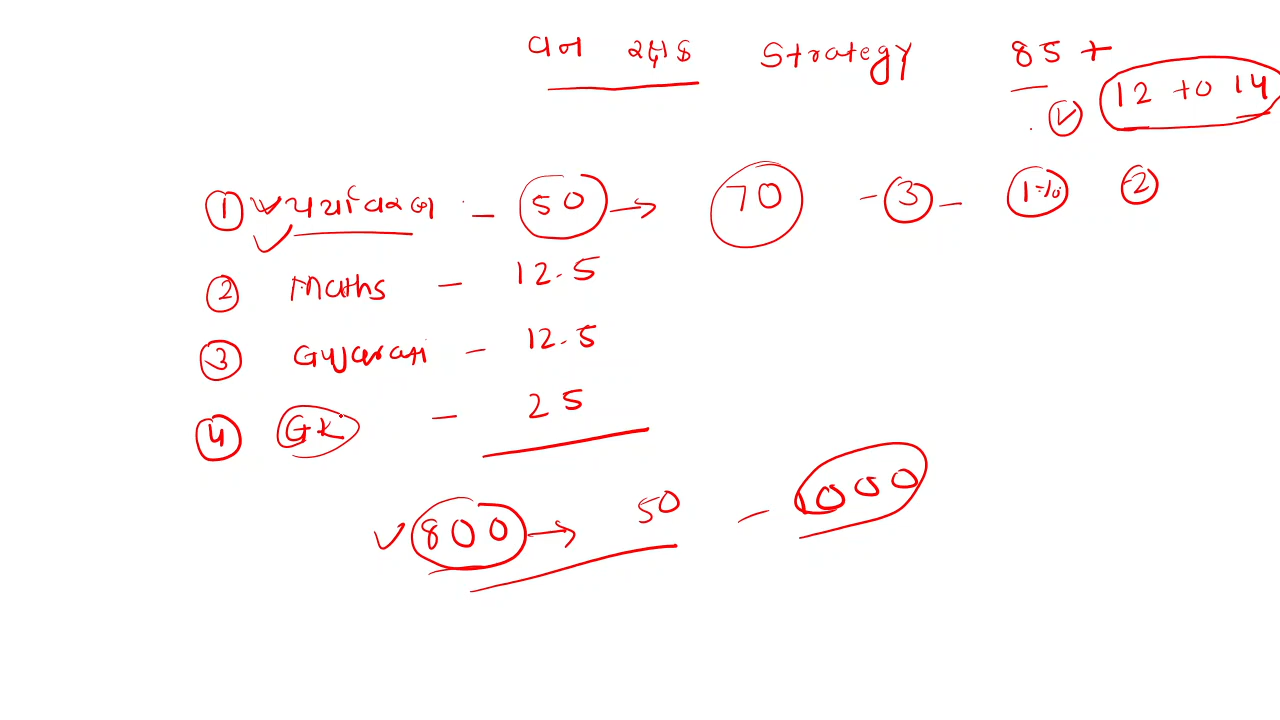 વન રક્ષક Strategy 85 +
12 to 14
① પર્યાવરણ - 50 → 70 - ③ - 1% ②
② Maths - 12.5
③ Gujarati - 12.5
④ GK - 25
800 → 50 - 1000